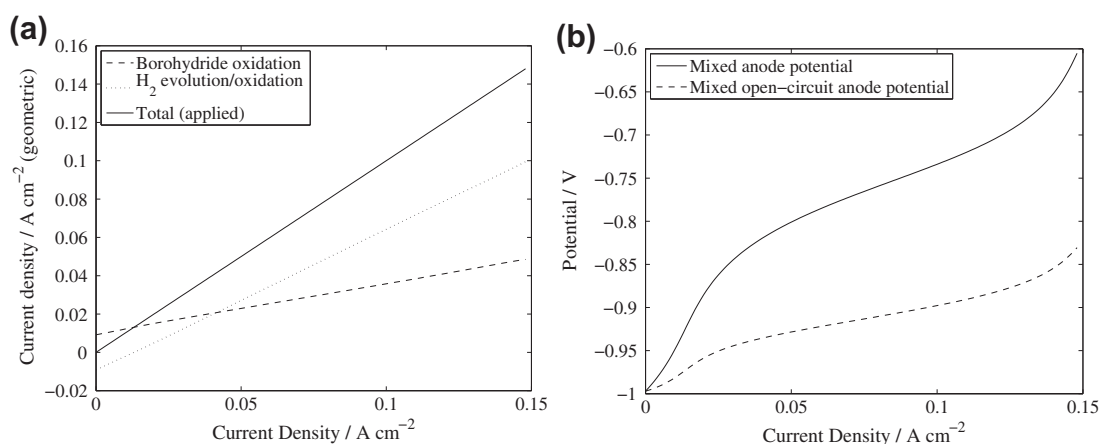 (a)
0.16
0.14
0.12
0.1
0.08
0.06
0.04
0.02
0
−0.02
Current density / A cm−2 (geometric)
Borohydride oxidation
H2 evolution/oxidation
Total (applied)
0
0.05
0.1
0.15
Current Density / A cm−2
(b)
−0.6
−0.65
−0.7
−0.75
−0.8
−0.85
−0.9
−0.95
−1
Potential / V
Mixed anode potential
Mixed open-circuit anode potential
0
0.05
0.1
0.15
Current Density / A cm−2